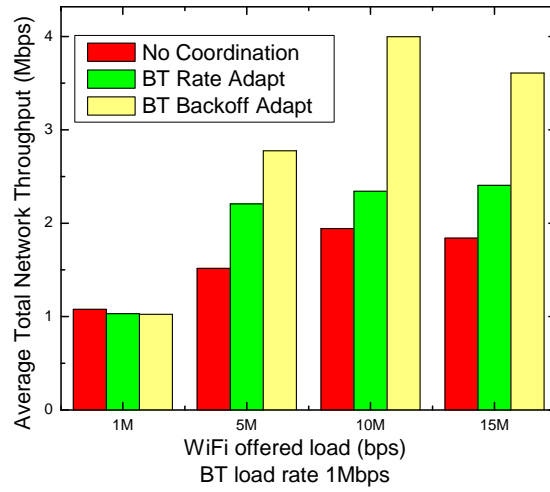 No Coordination
BT Rate Adapt
BT Backoff Adapt
Average Total Network Throughput (Mbps)
4
3
2
1
0
1M 5M 10M 15M
WiFi offered load (bps)
BT load rate 1Mbps